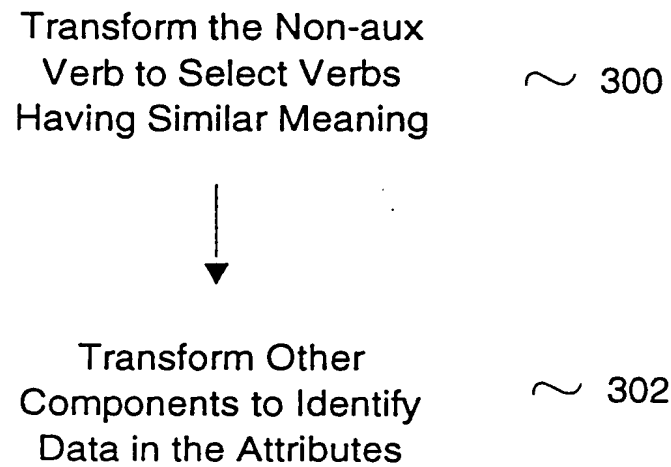 Transform the Non-aux
Verb to Select Verbs
Having Similar Meaning
300
Transform Other
Components to Identify
Data in the Attributes
302